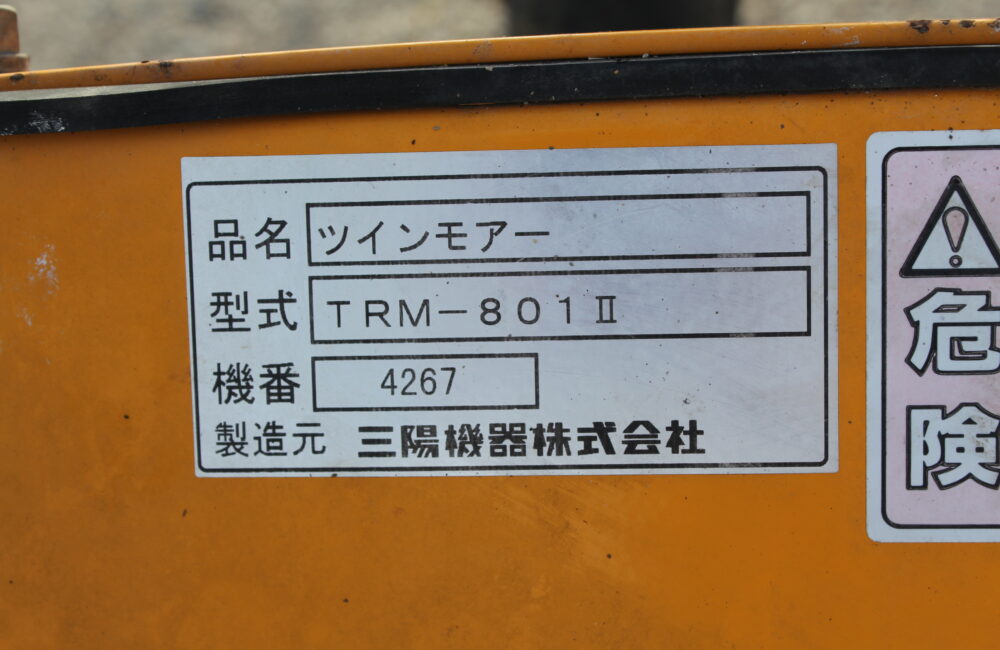 品名 ツインモアー
型式 TRM-801Ⅱ
機番 4267
製造元 三陽機器株式会社
危
険